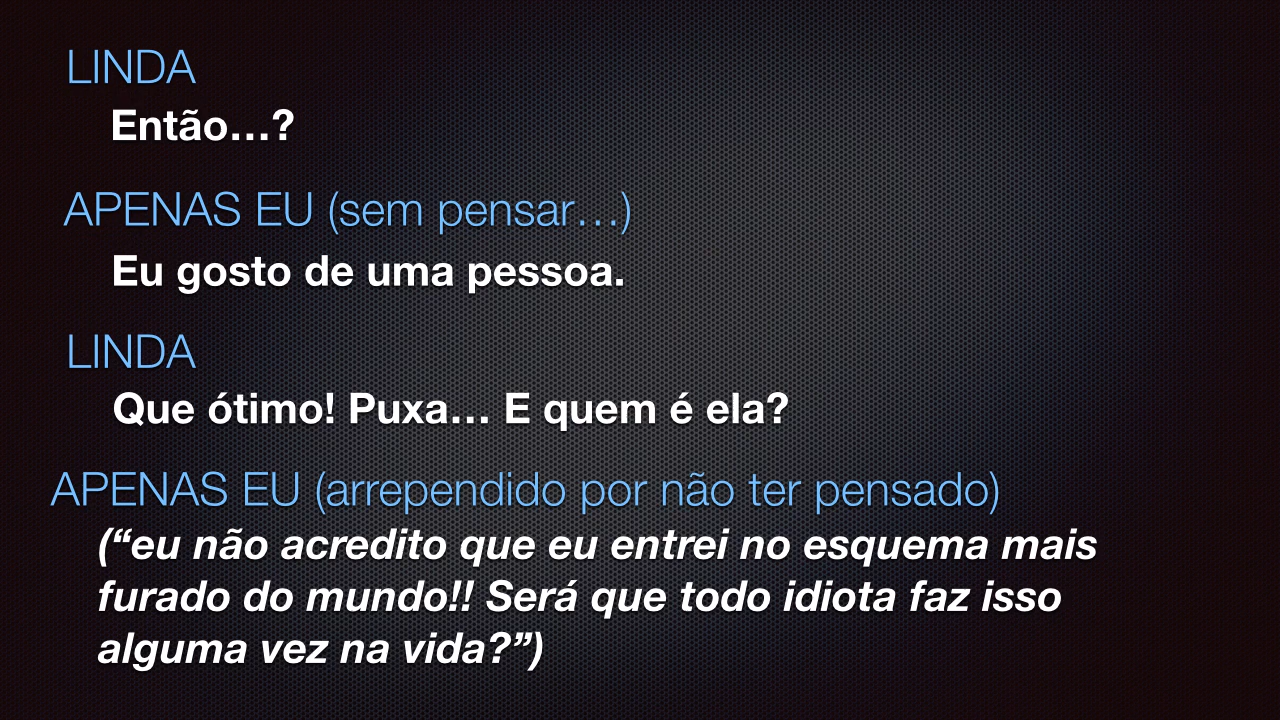 LINDA
Então…?
APENAS EU (sem pensar…)
Eu gosto de uma pessoa.
LINDA
Que ótimo! Puxa… E quem é ela?
APENAS EU (arrependido por não ter pensado)
(“eu não acredito que eu entrei no esquema mais
furado do mundo!! Será que todo idiota faz isso
alguma vez na vida?”)